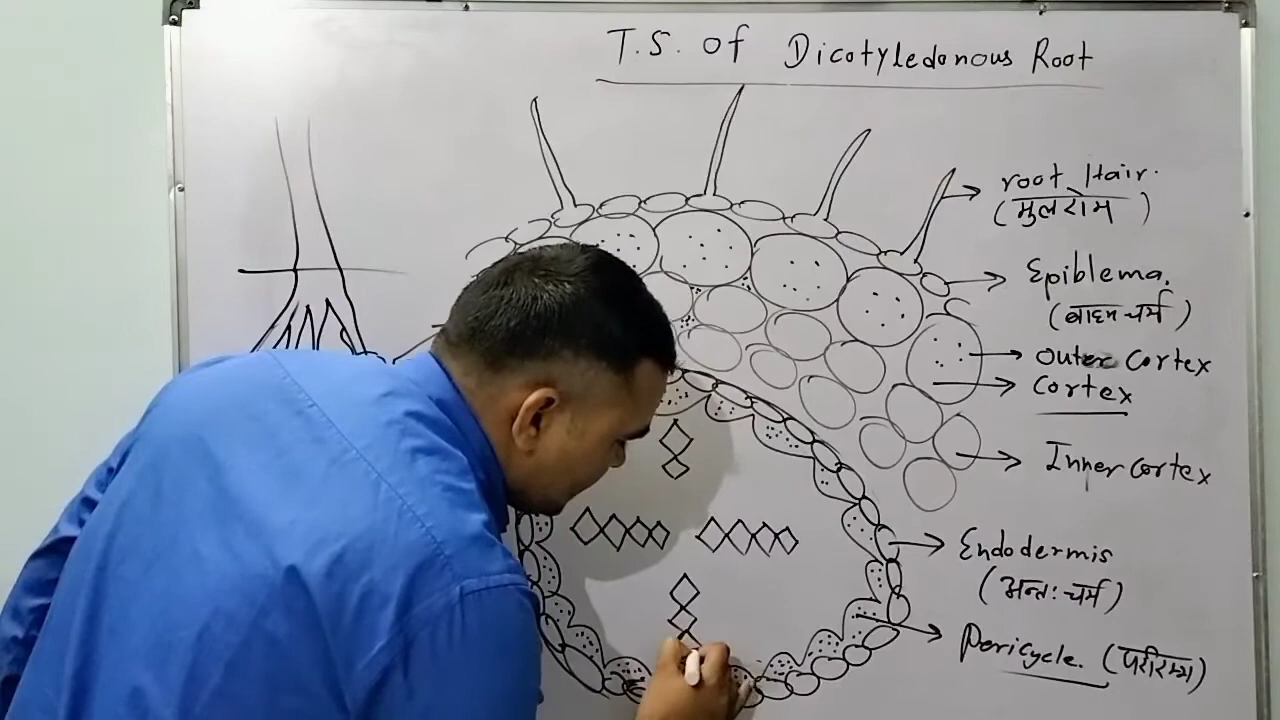 T.S. of Dicotyledonous Root
root Hair.
(मुलरोम)
Epiblema.
(बाह्म चर्म)
Outer Cortex
Cortex
Inner Cortex
Endodermis
(अन्तः चर्म)
Pericycle. (परीरम्भ)